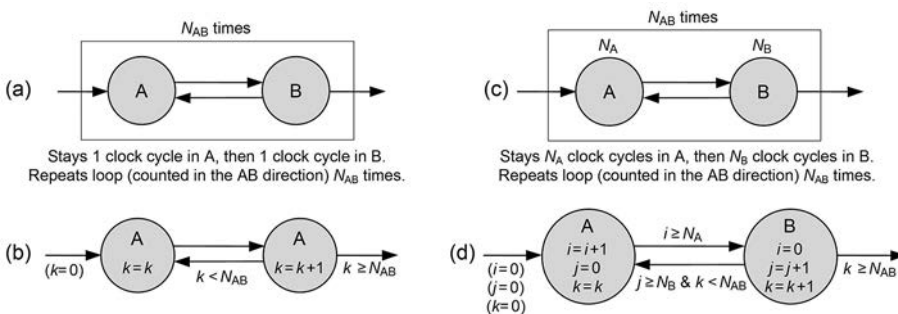 (a)
N_AB times
A
B
Stays 1 clock cycle in A, then 1 clock cycle in B.
Repeats loop (counted in the AB direction) N_AB times.
(c)
N_AB times
N_A
N_B
A
B
Stays N_A clock cycles in A, then N_B clock cycles in B.
Repeats loop (counted in the AB direction) N_AB times.
(b)
(k=0)
A
k=k
k<N_AB
A
k=k+1
k≥N_AB
(d)
(i=0)
(j=0)
(k=0)
A
i=i+1
j=0
k=k
i≥N_A
j≥N_B & k<N_AB
B
i=0
j=j+1
k=k+1
k≥N_AB